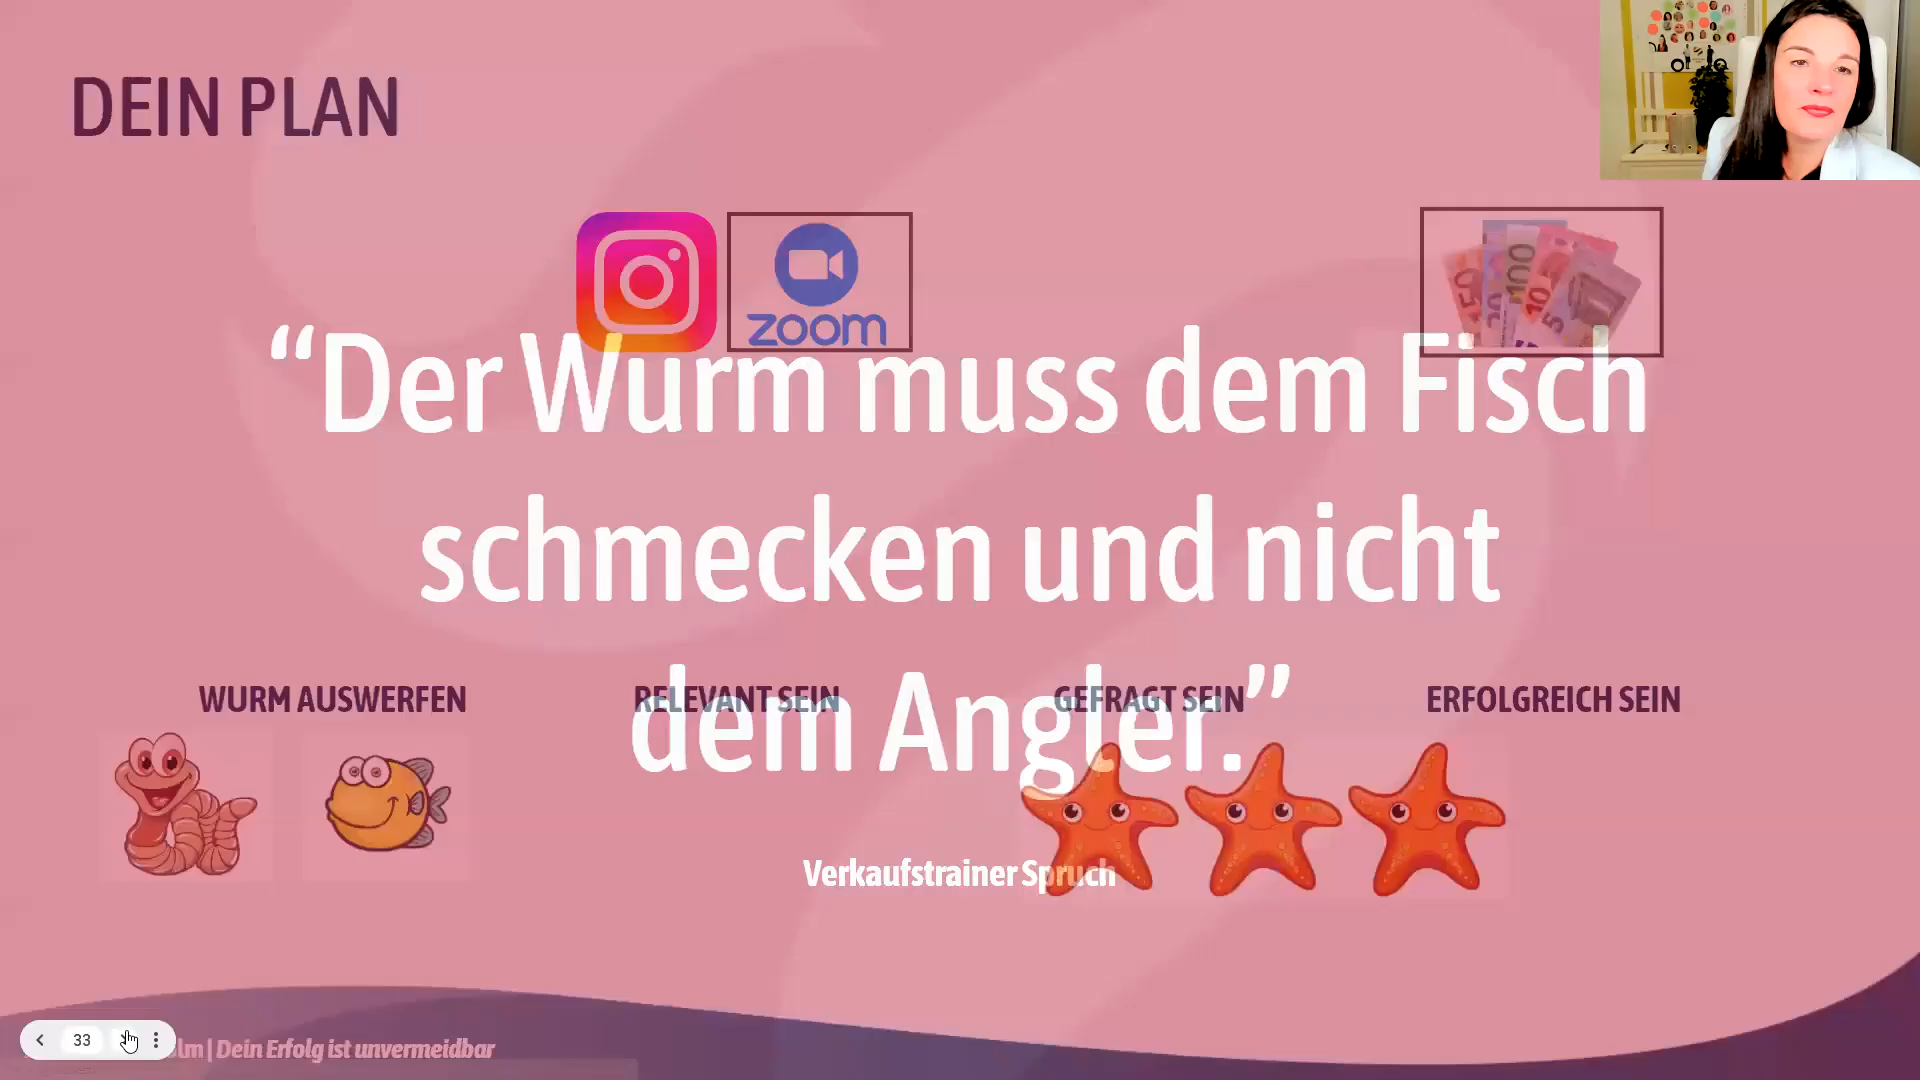 DEIN PLAN
zoom
“Der Wurm muss dem Fisch
schmecken und nicht
dem Angler.”
WURM AUSWERFEN
RELEVANT SEIN
GEFRAGT SEIN
ERFOLGREICH SEIN
Verkaufstrainer Spruch
33
lm | Dein Erfolg ist unvermeidbar